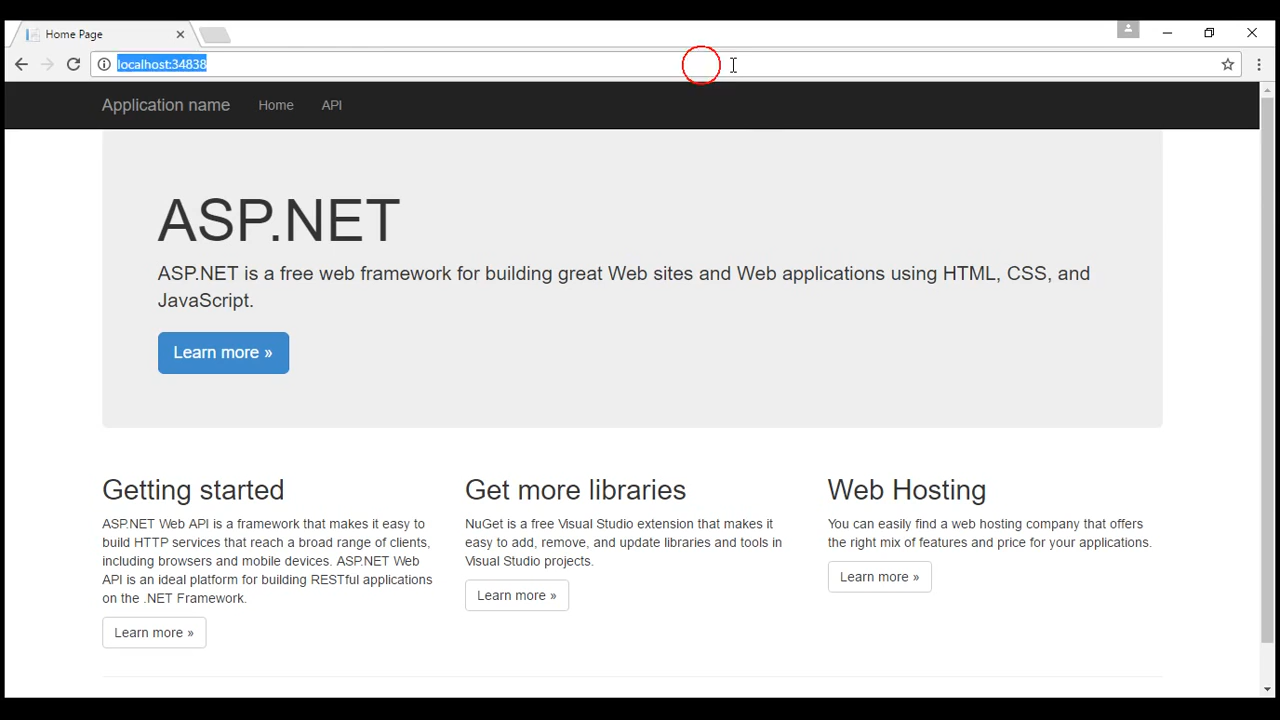 Home Page
localhost:34838
Application name Home API
ASP.NET
ASP.NET is a free web framework for building great Web sites and Web applications using HTML, CSS, and
JavaScript.
Learn more »
Getting started
ASP.NET Web API is a framework that makes it easy to
build HTTP services that reach a broad range of clients,
including browsers and mobile devices. ASP.NET Web
API is an ideal platform for building RESTful applications
on the .NET Framework.
Learn more »
Get more libraries
NuGet is a free Visual Studio extension that makes it
easy to add, remove, and update libraries and tools in
Visual Studio projects.
Learn more »
Web Hosting
You can easily find a web hosting company that offers
the right mix of features and price for your applications.
Learn more »